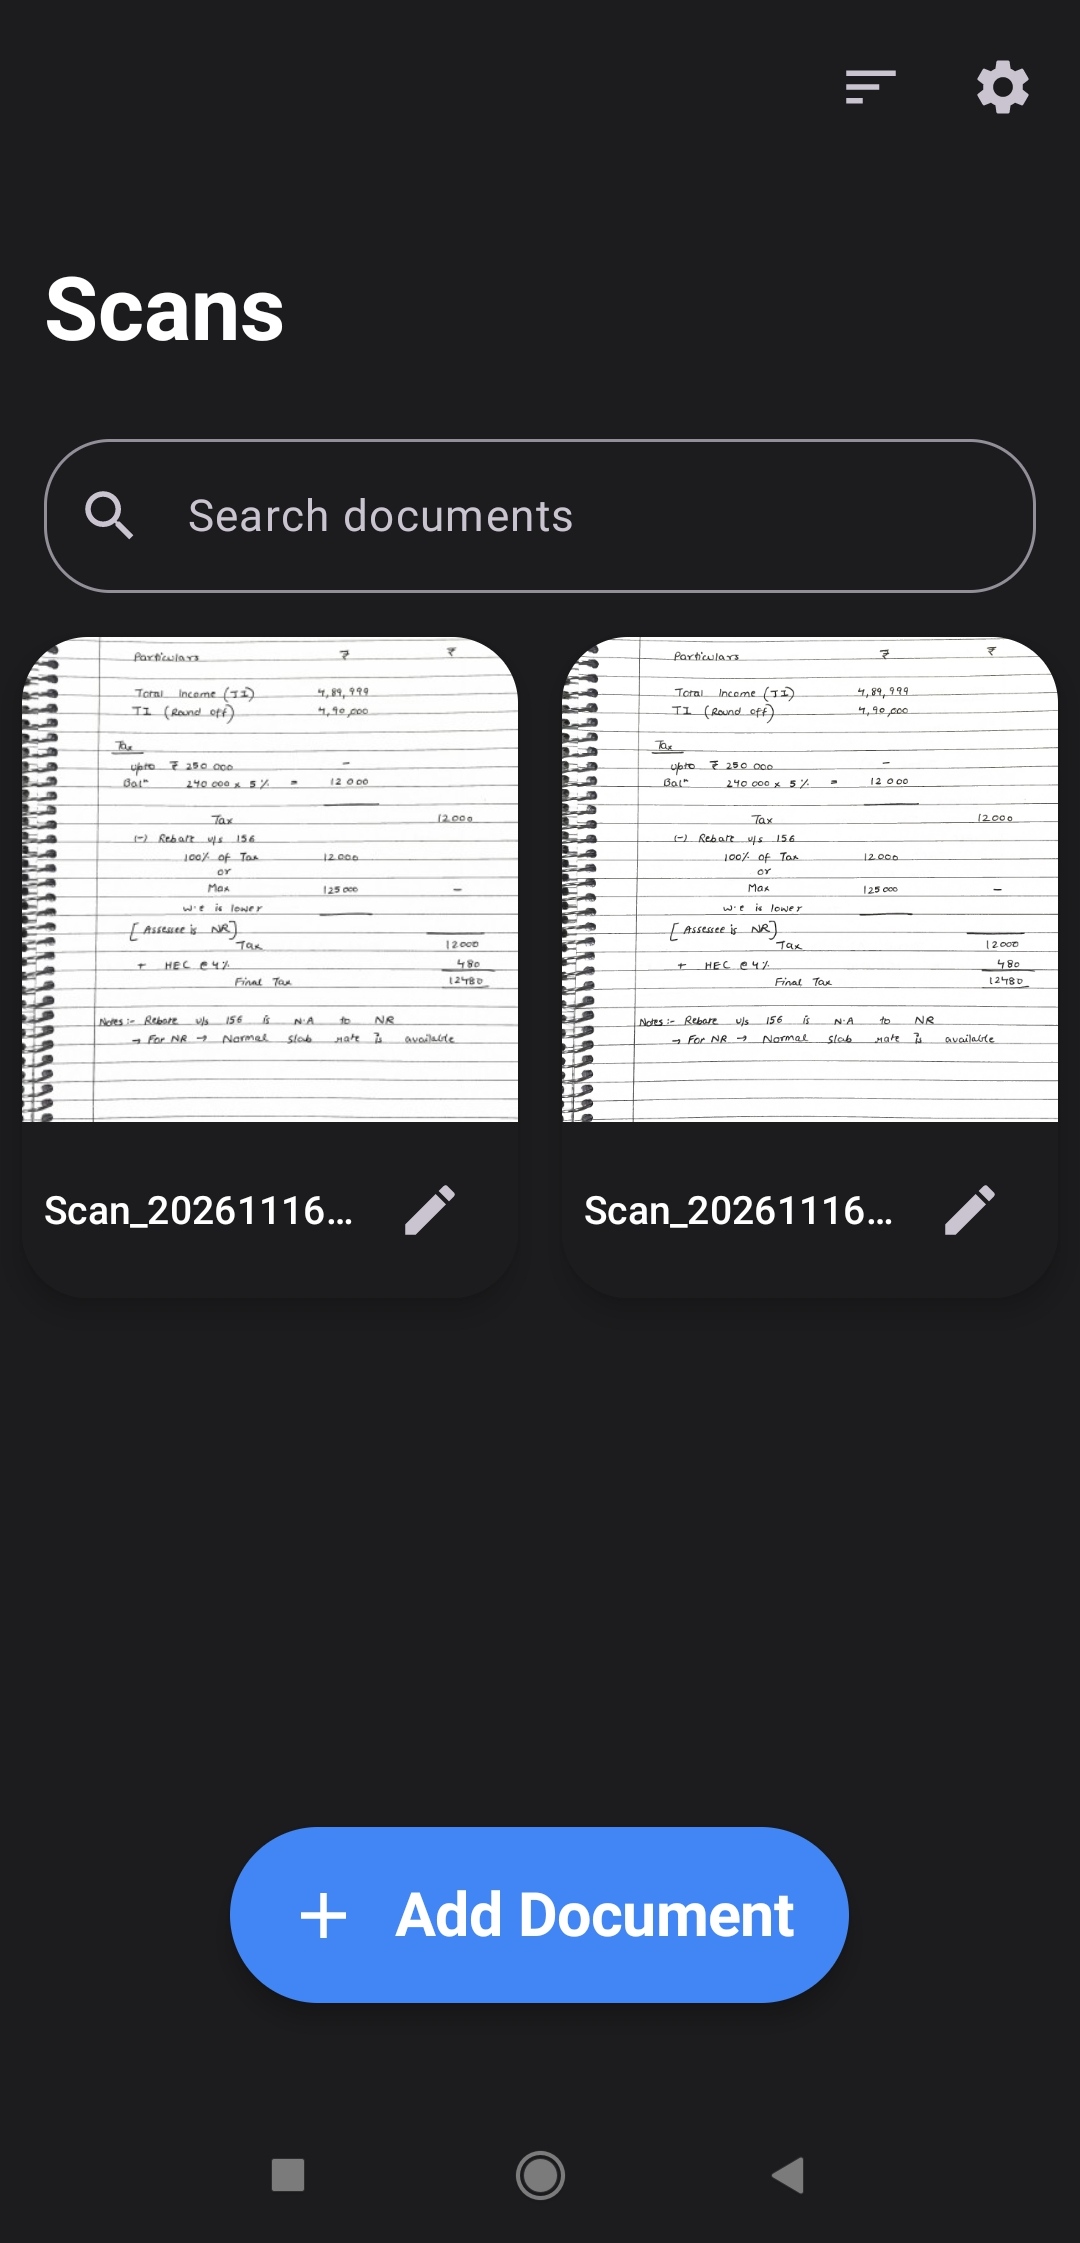 Scans
Search documents
Particulars ₹ ₹
Total Income (TI) 4,89,999
TI (Round off) 4,90,000
Tax
upto ₹ 250 000 –
Balⁿ 240 000 x 5 % = 12 000
Tax 12000
(-) Rebate u/s 156
100% of Tax 12000
or
Max 125000 –
w.e is lower
[Assessee is NR]
Tax 12000
+ HEC @ 4% 480
Final Tax 12480
Notes :- Rebate u/s 156 is N.A to NR
→ For NR → Normal slab rate is available
Scan_20261116...
Particulars ₹ ₹
Total Income (TI) 4,89,999
TI (Round off) 4,90,000
Tax
upto ₹ 250 000 –
Balⁿ 240 000 x 5 % = 12 000
Tax 12000
(-) Rebate u/s 156
100% of Tax 12000
or
Max 125000 –
w.e is lower
[Assessee is NR]
Tax 12000
+ HEC @ 4% 480
Final Tax 12480
Notes :- Rebate u/s 156 is N.A to NR
→ For NR → Normal slab rate is available
Scan_20261116...
+ Add Document